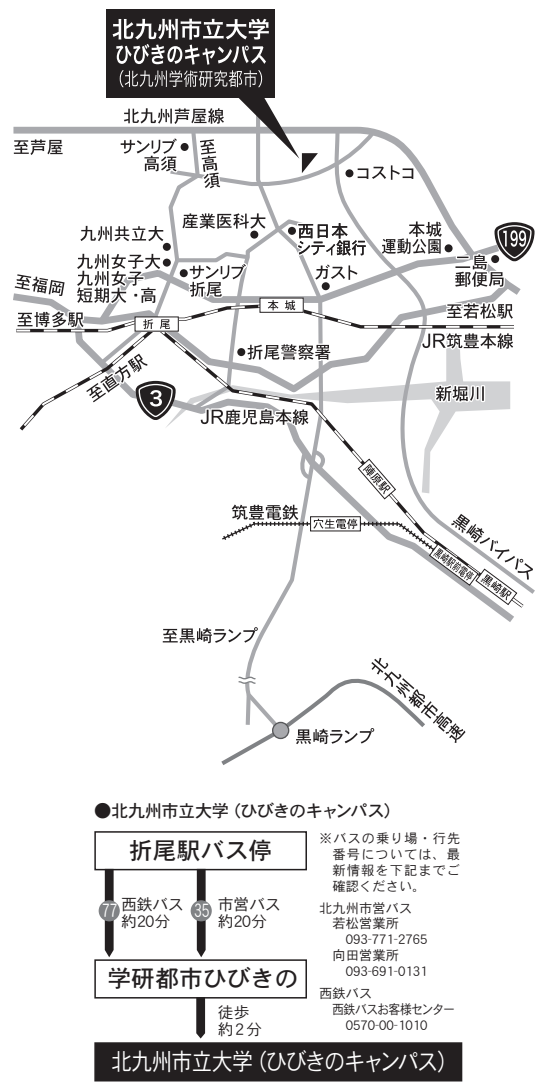 北九州市立大学
ひびきのキャンパス
（北九州学術研究都市）
北九州芦屋線
至芦屋
サンリブ
高須
至高須
コストコ
産業医科大
西日本
シティ銀行
本城
運動公園
199
九州共立大
九州女子大
九州女子
短期大・高
サンリブ
折尾
ガスト
二島
郵便局
至福岡
至博多駅
折尾
本城
至若松駅
JR筑豊本線
折尾警察署
至直方駅
3
JR鹿児島本線
新堀川
陣原駅
筑豊電鉄
穴生電停
黒崎バイパス
黒崎駅前電停
黒崎駅
至黒崎ランプ
北九州都市高速
黒崎ランプ
●北九州市立大学（ひびきのキャンパス）
折尾駅バス停
77 西鉄バス
約20分
35 市営バス
約20分
学研都市ひびきの
徒歩
約2分
北九州市立大学（ひびきのキャンパス）
※バスの乗り場・行先
番号については、最
新情報を下記までご
確認ください。
北九州市営バス
若松営業所
093-771-2765
向田営業所
093-691-0131
西鉄バス
西鉄バスお客様センター
0570-00-1010